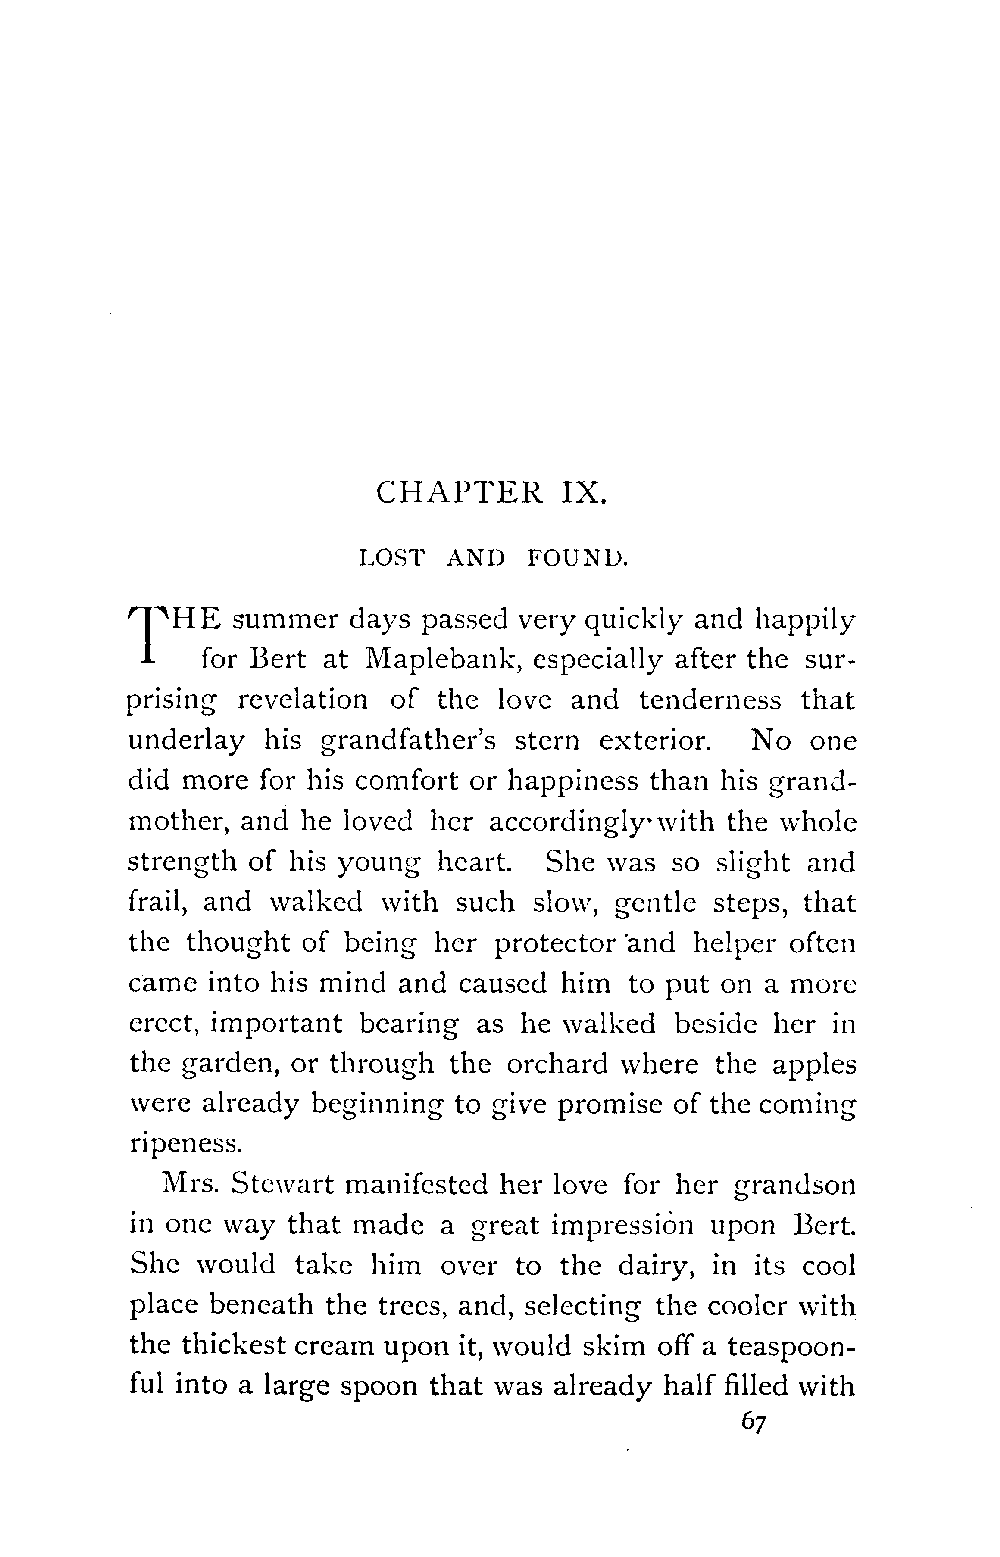 CHAPTER IX.
LOST AND FOUND.
THE summer days passed very quickly and happily
for Bert at Maplebank, especially after the sur-
prising revelation of the love and tenderness that
underlay his grandfather's stern exterior. No one
did more for his comfort or happiness than his grand-
mother, and he loved her accordingly with the whole
strength of his young heart. She was so slight and
frail, and walked with such slow, gentle steps, that
the thought of being her protector and helper often
came into his mind and caused him to put on a more
erect, important bearing as he walked beside her in
the garden, or through the orchard where the apples
were already beginning to give promise of the coming
ripeness.
Mrs. Stewart manifested her love for her grandson
in one way that made a great impression upon Bert.
She would take him over to the dairy, in its cool
place beneath the trees, and, selecting the cooler with
the thickest cream upon it, would skim off a teaspoon-
ful into a large spoon that was already half filled with
67